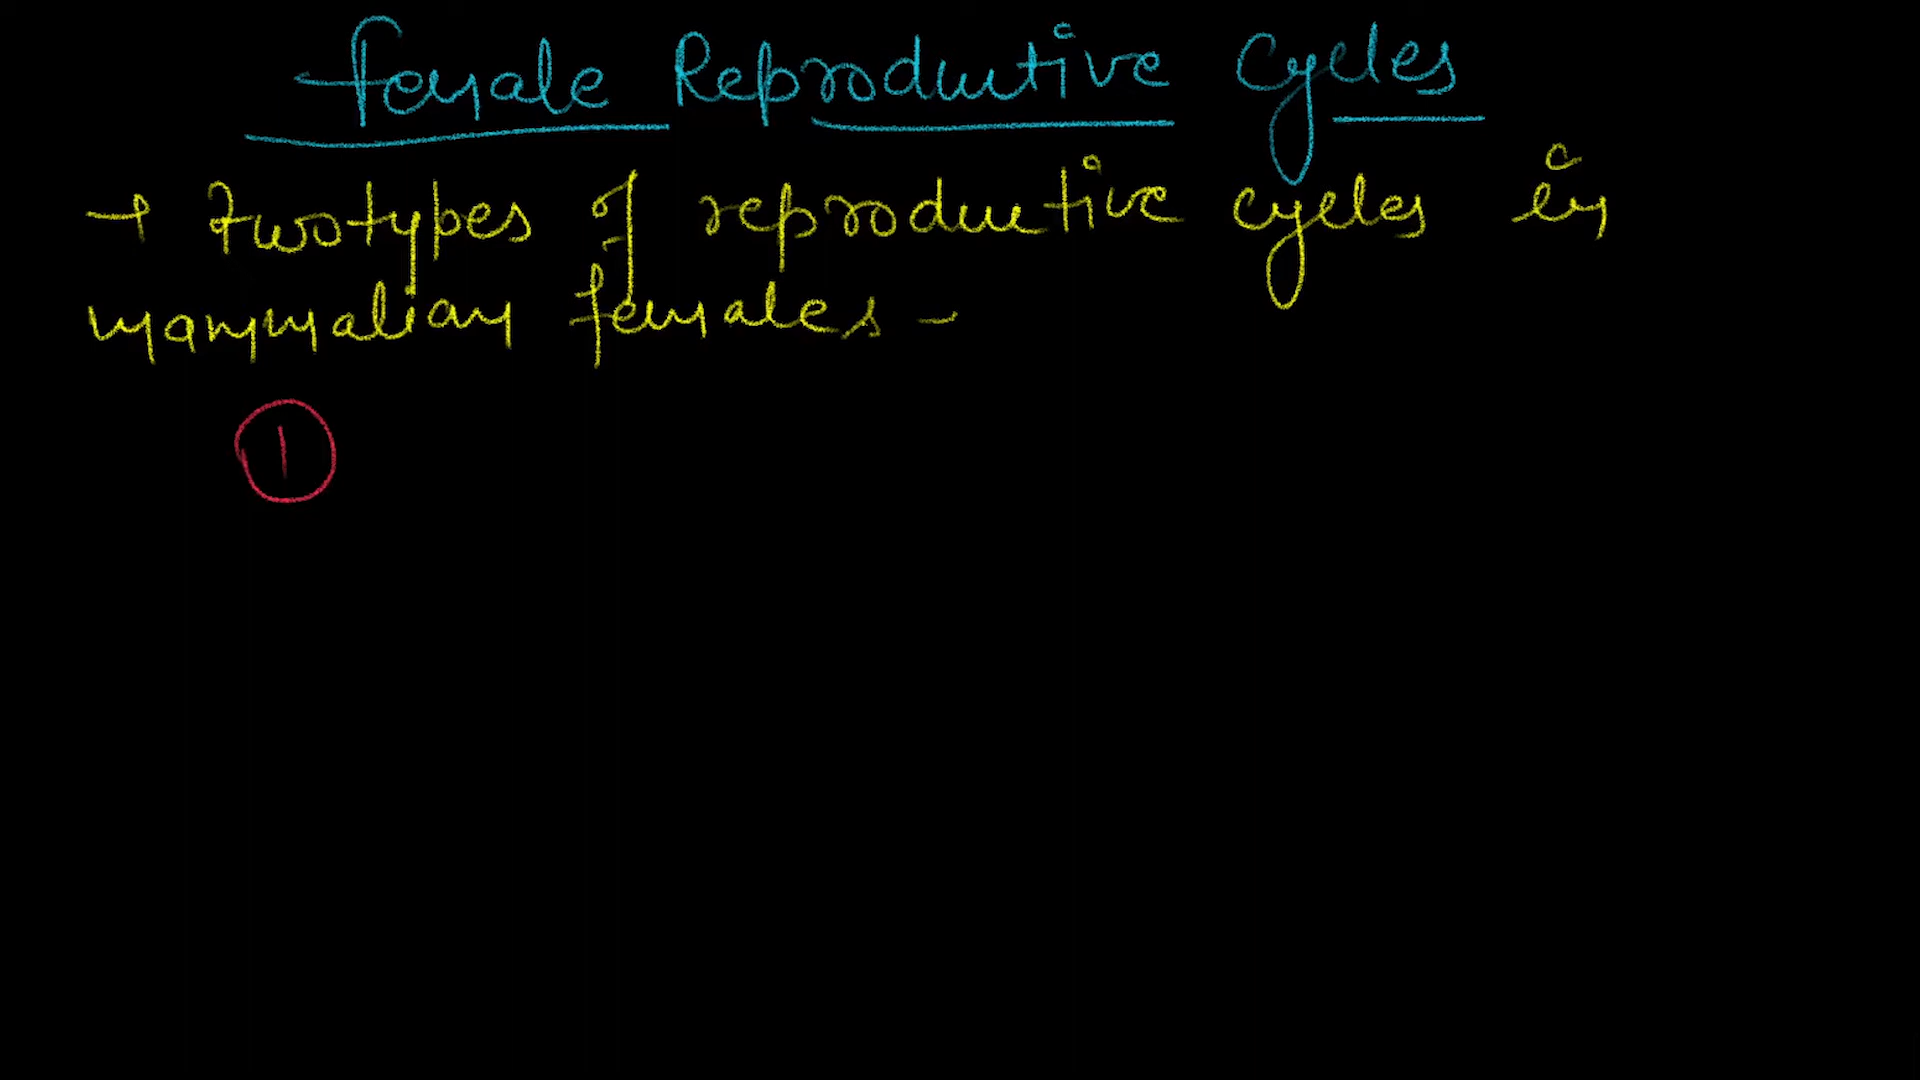 Female Reproductive Cycles
→ two types of reproductive cycles in
mammalian females -
1